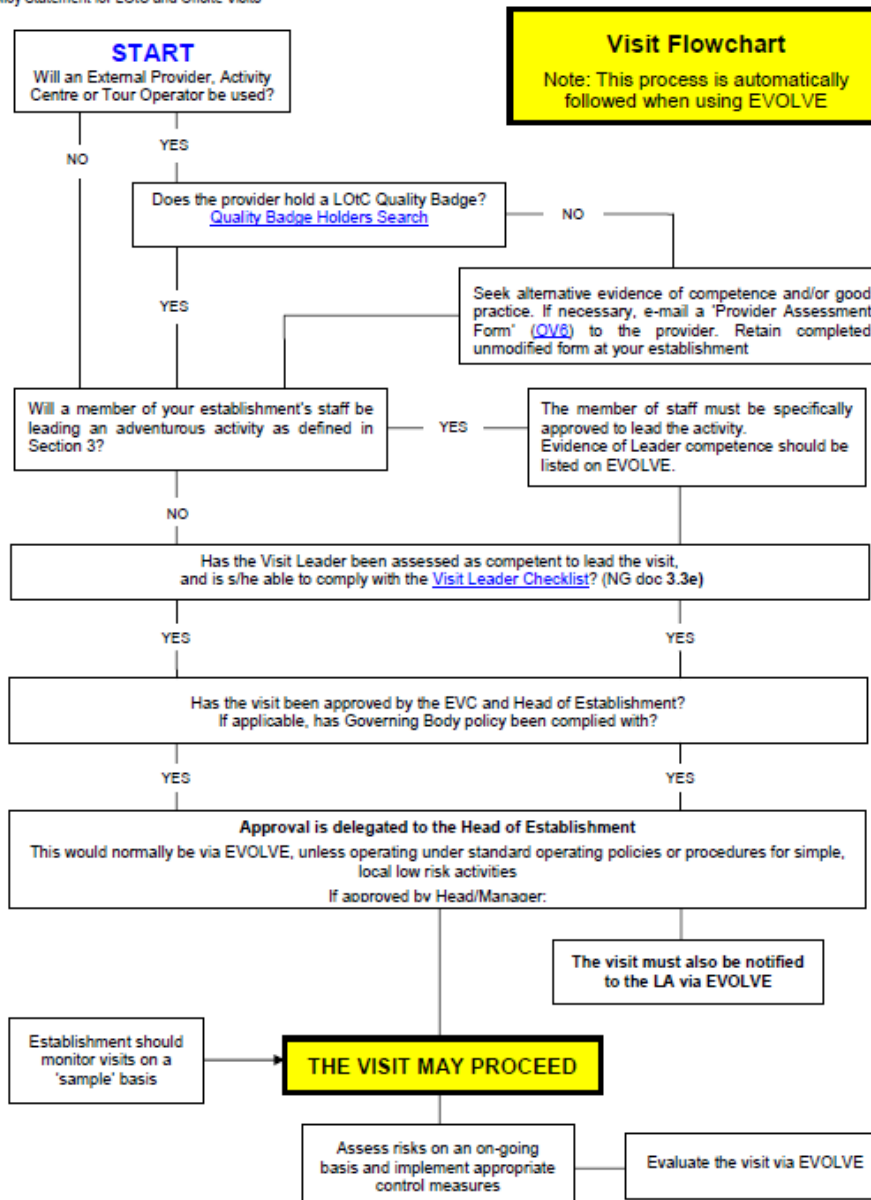 Policy Statement for LOtC and Offsite Visits
START
Will an External Provider, Activity
Centre or Tour Operator be used?
Visit Flowchart
Note: This process is automatically
followed when using EVOLVE
NO
YES
Does the provider hold a LOtC Quality Badge?
Quality Badge Holders Search
NO
YES
Seek alternative evidence of competence and/or good
practice. If necessary, e-mail a 'Provider Assessment
Form' (OV6) to the provider. Retain completed
unmodified form at your establishment
Will a member of your establishment's staff be
leading an adventurous activity as defined in
Section 3?
YES
The member of staff must be specifically
approved to lead the activity.
Evidence of Leader competence should be
listed on EVOLVE.
NO
Has the Visit Leader been assessed as competent to lead the visit,
and is s/he able to comply with the Visit Leader Checklist? (NG doc 3.3e)
YES
YES
Has the visit been approved by the EVC and Head of Establishment?
If applicable, has Governing Body policy been complied with?
YES
YES
Approval is delegated to the Head of Establishment
This would normally be via EVOLVE, unless operating under standard operating policies or procedures for simple,
local low risk activities
If approved by Head/Manager:
The visit must also be notified
to the LA via EVOLVE
Establishment should
monitor visits on a
'sample' basis
THE VISIT MAY PROCEED
Assess risks on an on-going
basis and implement appropriate
control measures
Evaluate the visit via EVOLVE